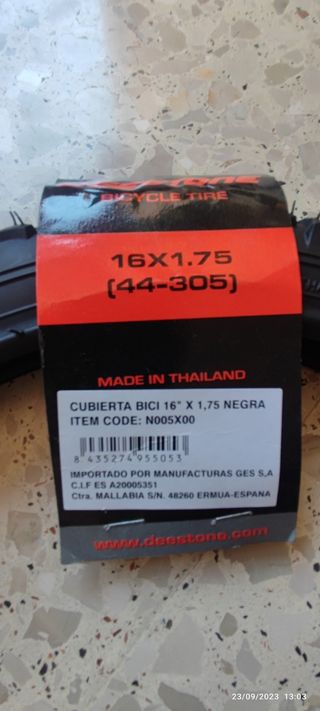 DEESTONE
BICYCLE TIRE
16X1.75
(44-305)
MADE IN THAILAND
CUBIERTA BICI 16" X 1,75 NEGRA
ITEM CODE: N005X00
8 435274 955053
IMPORTADO POR MANUFACTURAS GES S,A
C.I.F ES A20005351
Ctra. MALLABIA S/N. 48260 ERMUA-ESPANA
www.deestone.com
23/09/2023 13:03